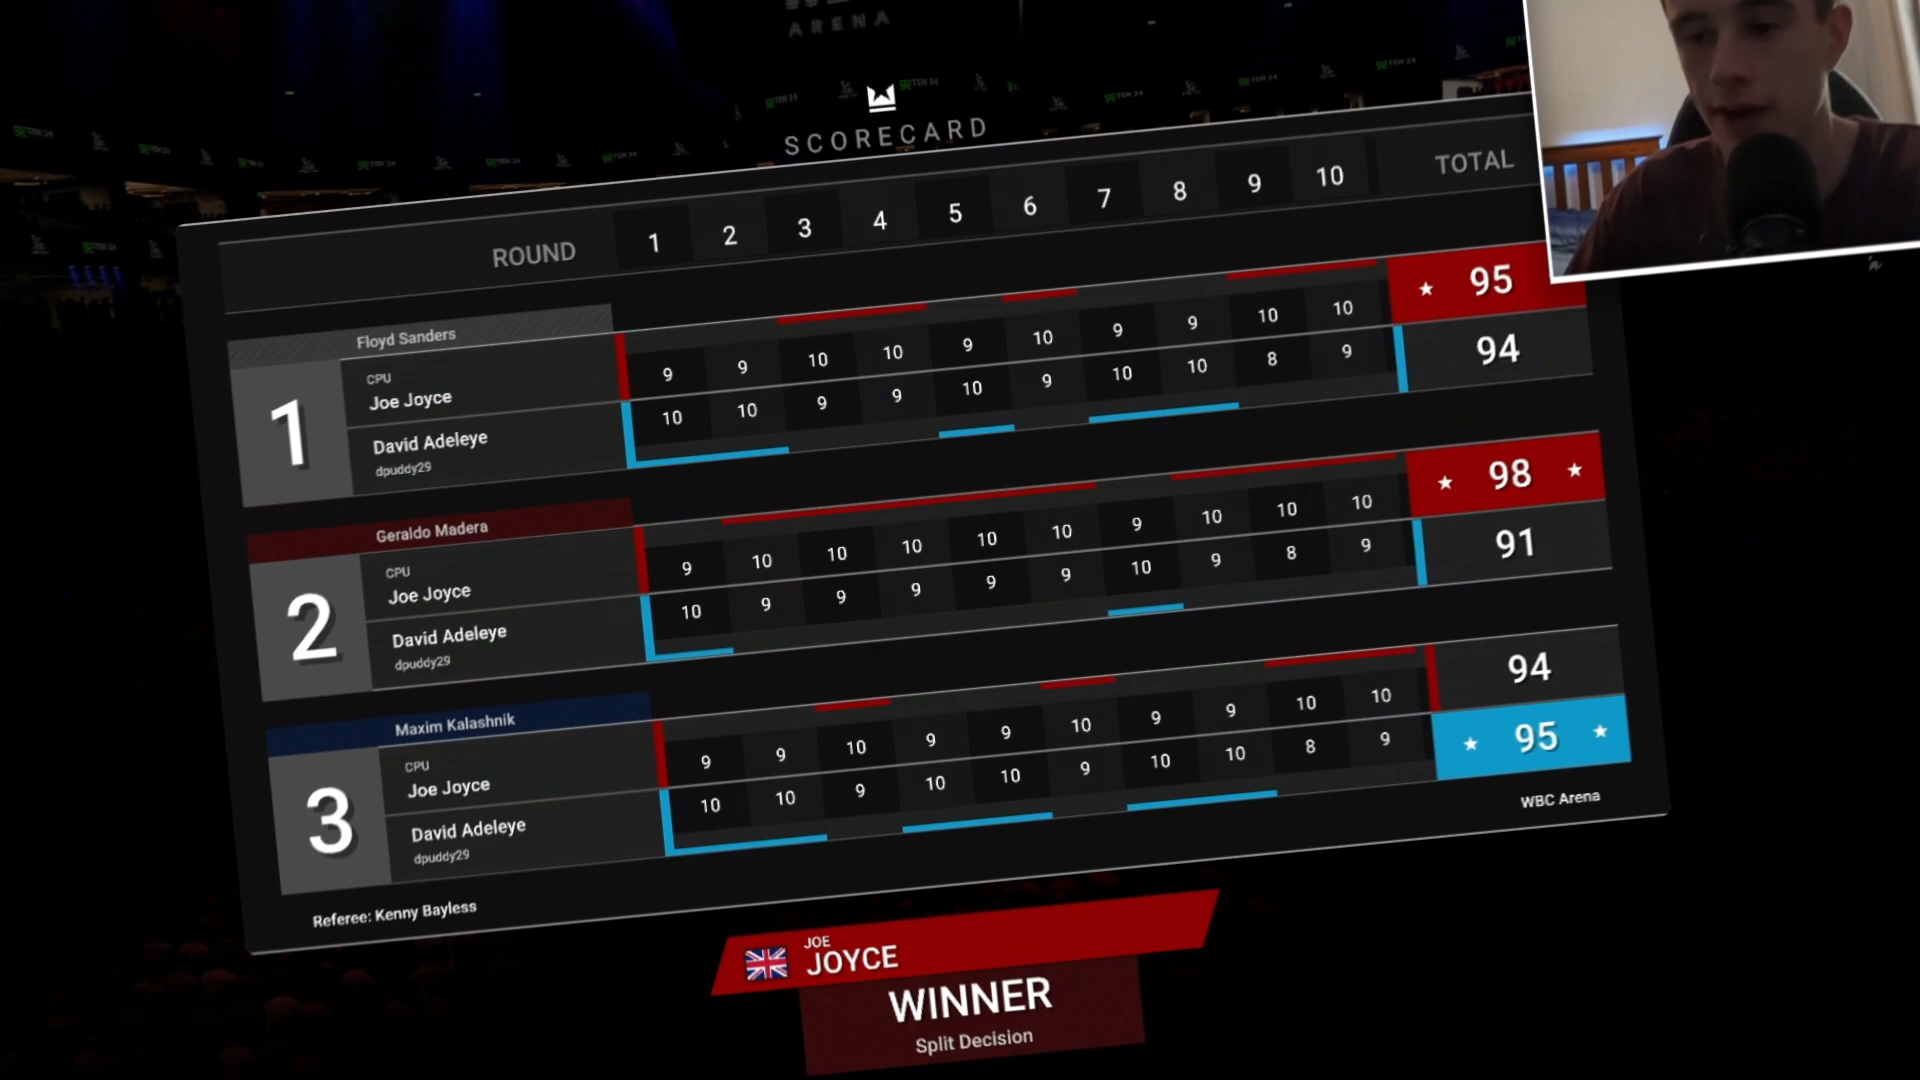 ARENA
TEN 24
SCORECARD
ROUND 1 2 3 4 5 6 7 8 9 10 TOTAL
Floyd Sanders
1
CPU
Joe Joyce 9 9 10 10 9 10 9 9 10 10 95
David Adeleye 10 10 9 9 10 9 10 10 8 9 94
dpuddy29
Geraldo Madera
2
CPU
Joe Joyce 9 10 10 10 10 10 9 10 10 10 98
David Adeleye 10 9 9 9 9 9 10 9 8 9 91
dpuddy29
Maxim Kalashnik
3
CPU
Joe Joyce 9 9 10 9 9 10 9 9 10 10 94
David Adeleye 10 10 9 10 10 9 10 10 8 9 95
dpuddy29
WBC Arena
Referee: Kenny Bayless
JOE
JOYCE
WINNER
Split Decision